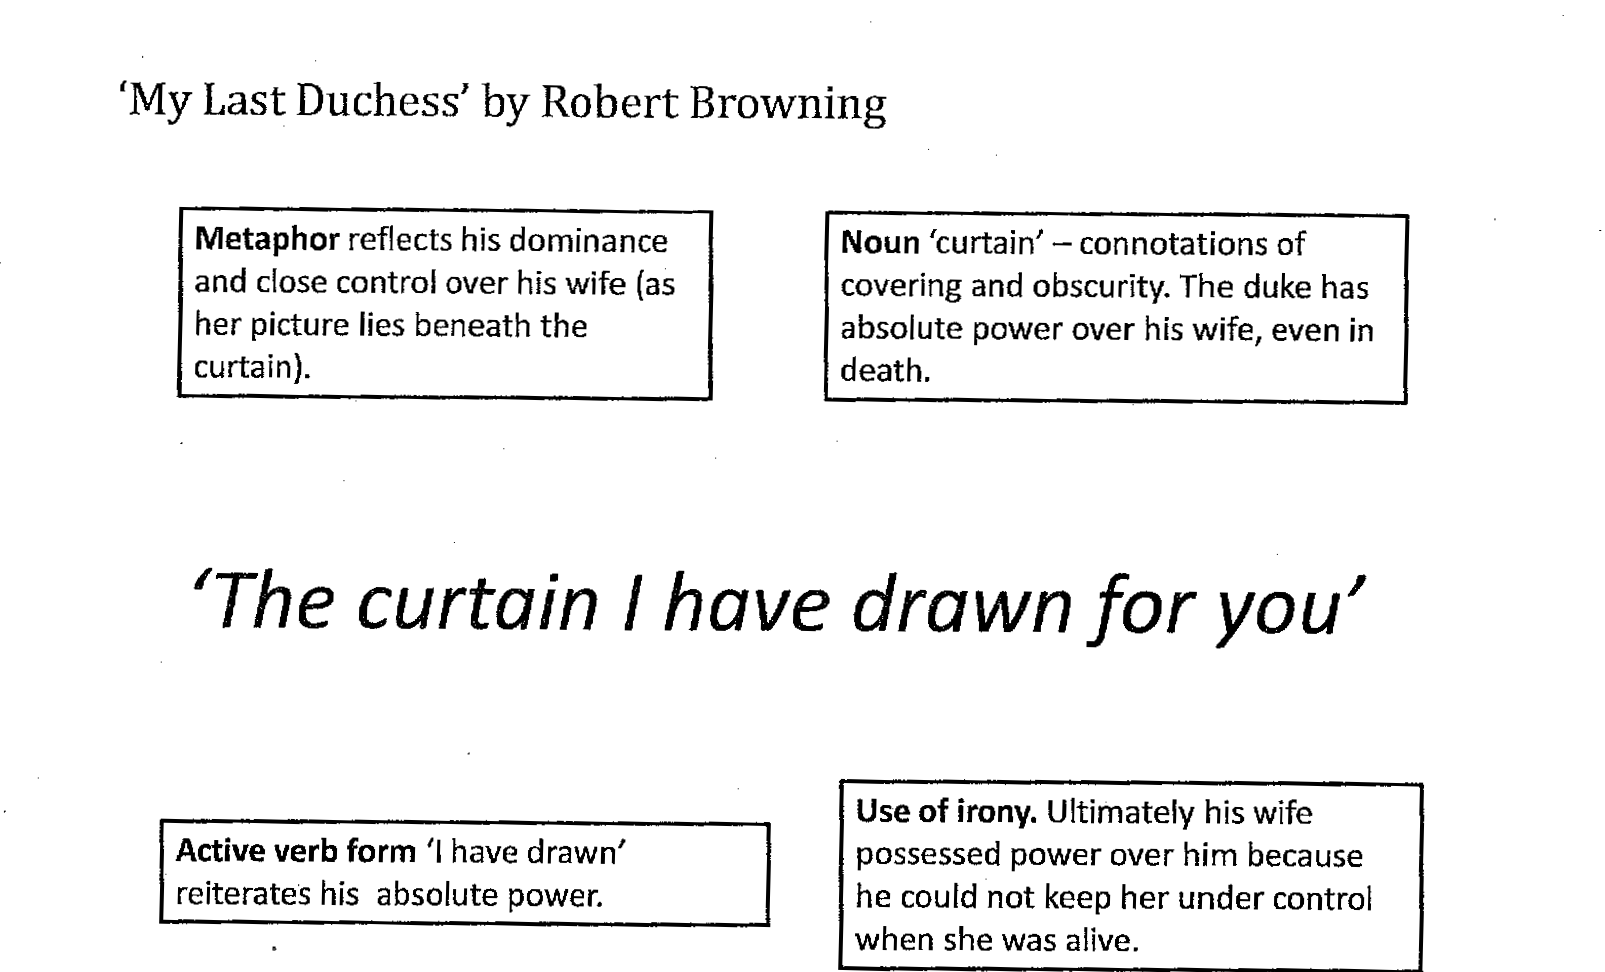 ‘My Last Duchess’ by Robert Browning
Metaphor reflects his dominance
and close control over his wife (as
her picture lies beneath the
curtain).
Noun ‘curtain’ – connotations of
covering and obscurity. The duke has
absolute power over his wife, even in
death.
‘The curtain I have drawn for you’
Active verb form ‘I have drawn’
reiterates his absolute power.
Use of irony. Ultimately his wife
possessed power over him because
he could not keep her under control
when she was alive.